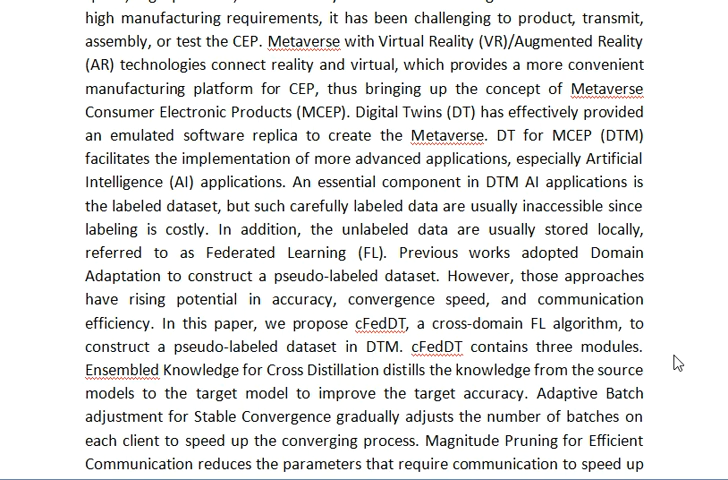 high manufacturing requirements, it has been challenging to product, transmit,
assembly, or test the CEP. Metaverse with Virtual Reality (VR)/Augmented Reality
(AR) technologies connect reality and virtual, which provides a more convenient
manufacturing platform for CEP, thus bringing up the concept of Metaverse
Consumer Electronic Products (MCEP). Digital Twins (DT) has effectively provided
an emulated software replica to create the Metaverse. DT for MCEP (DTM)
facilitates the implementation of more advanced applications, especially Artificial
Intelligence (AI) applications. An essential component in DTM AI applications is
the labeled dataset, but such carefully labeled data are usually inaccessible since
labeling is costly. In addition, the unlabeled data are usually stored locally,
referred to as Federated Learning (FL). Previous works adopted Domain
Adaptation to construct a pseudo-labeled dataset. However, those approaches
have rising potential in accuracy, convergence speed, and communication
efficiency. In this paper, we propose cFedDT, a cross-domain FL algorithm, to
construct a pseudo-labeled dataset in DTM. cFedDT contains three modules.
Ensembled Knowledge for Cross Distillation distills the knowledge from the source
models to the target model to improve the target accuracy. Adaptive Batch
adjustment for Stable Convergence gradually adjusts the number of batches on
each client to speed up the converging process. Magnitude Pruning for Efficient
Communication reduces the parameters that require communication to speed up